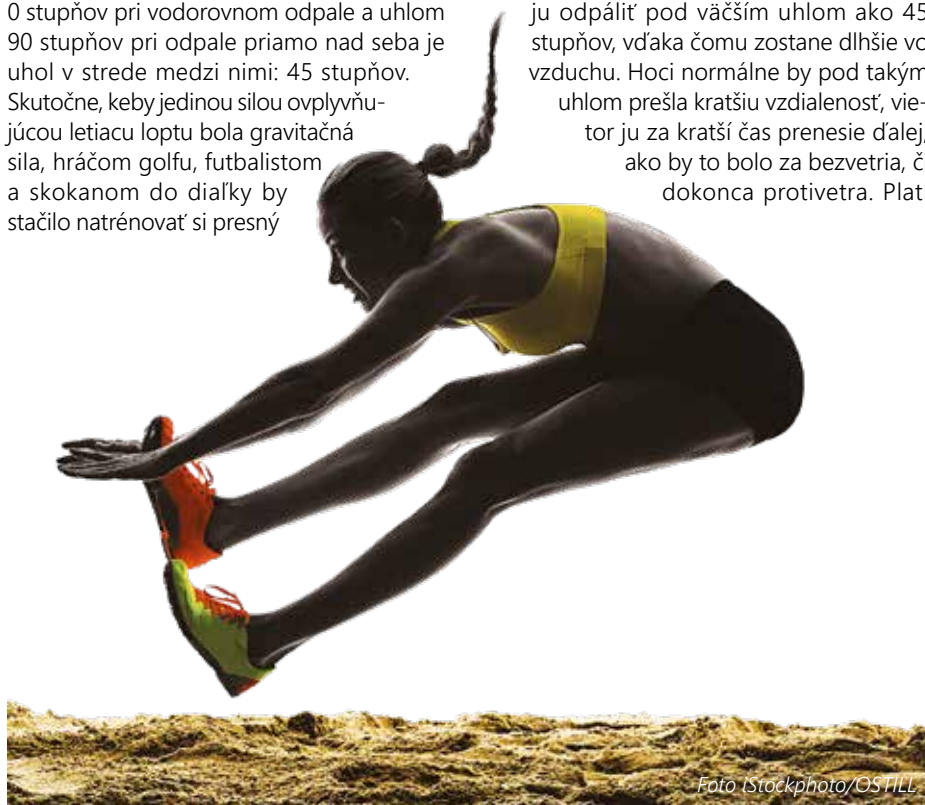 0 stupňov pri vodorovnom odpale a uhlom
90 stupňov pri odpale priamo nad seba je
uhol v strede medzi nimi: 45 stupňov.
Skutočne, keby jedinou silou ovplyvňu-
júcou letiacu loptu bola gravitačná
sila, hráčom golfu, futbalistom
a skokanom do diaľky by
stačilo natrénovať si presný
ju odpáliť pod väčším uhlom ako 45
stupňov, vďaka čomu zostane dlhšie vo
vzduchu. Hoci normálne by pod takým
uhlom prešla kratšiu vzdialenosť, vie-
tor ju za kratší čas prenesie ďalej,
ako by to bolo za bezvetria, či
dokonca protivetra. Plat
Foto iStockphoto/OSTILL